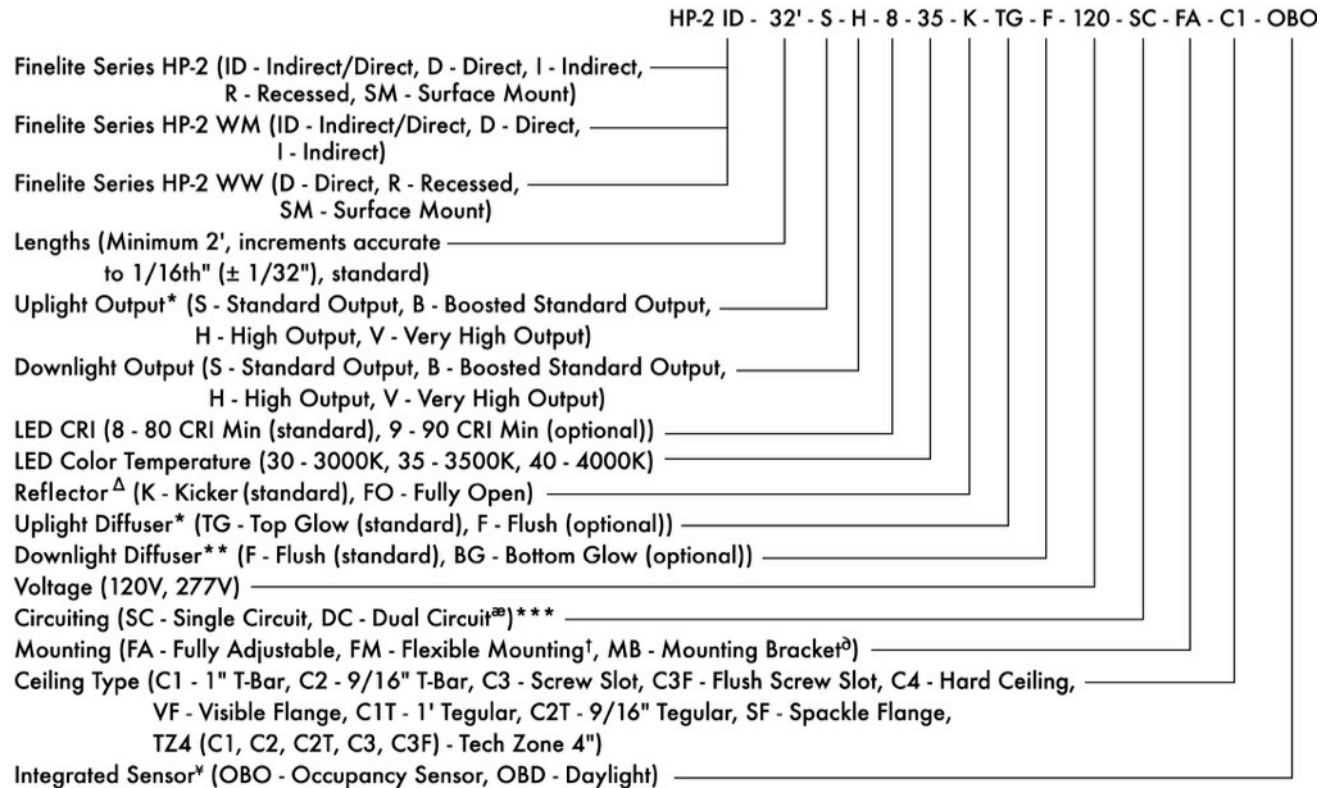 HP-2 ID - 32' - S - H - 8 - 35 - K - TG - F - 120 - SC - FA - C1 - OBO
Finelite Series HP-2 (ID - Indirect/Direct, D - Direct, I - Indirect,
R - Recessed, SM - Surface Mount)
Finelite Series HP-2 WM (ID - Indirect/Direct, D - Direct,
I - Indirect)
Finelite Series HP-2 WW (D - Direct, R - Recessed,
SM - Surface Mount)
Lengths (Minimum 2', increments accurate
to 1/16th" (± 1/32"), standard)
Uplight Output* (S - Standard Output, B - Boosted Standard Output,
H - High Output, V - Very High Output)
Downlight Output (S - Standard Output, B - Boosted Standard Output,
H - High Output, V - Very High Output)
LED CRI (8 - 80 CRI Min (standard), 9 - 90 CRI Min (optional))
LED Color Temperature (30 - 3000K, 35 - 3500K, 40 - 4000K)
Reflector Δ (K - Kicker (standard), FO - Fully Open)
Uplight Diffuser* (TG - Top Glow (standard), F - Flush (optional))
Downlight Diffuser** (F - Flush (standard), BG - Bottom Glow (optional))
Voltage (120V, 277V)
Circuiting (SC - Single Circuit, DC - Dual Circuitæ)***
Mounting (FA - Fully Adjustable, FM - Flexible Mounting†, MB - Mounting Bracket∂)
Ceiling Type (C1 - 1" T-Bar, C2 - 9/16" T-Bar, C3 - Screw Slot, C3F - Flush Screw Slot, C4 - Hard Ceiling,
VF - Visible Flange, C1T - 1' Tegular, C2T - 9/16" Tegular, SF - Spackle Flange,
TZ4 (C1, C2, C2T, C3, C3F) - Tech Zone 4")
Integrated Sensor¥ (OBO - Occupancy Sensor, OBD - Daylight)